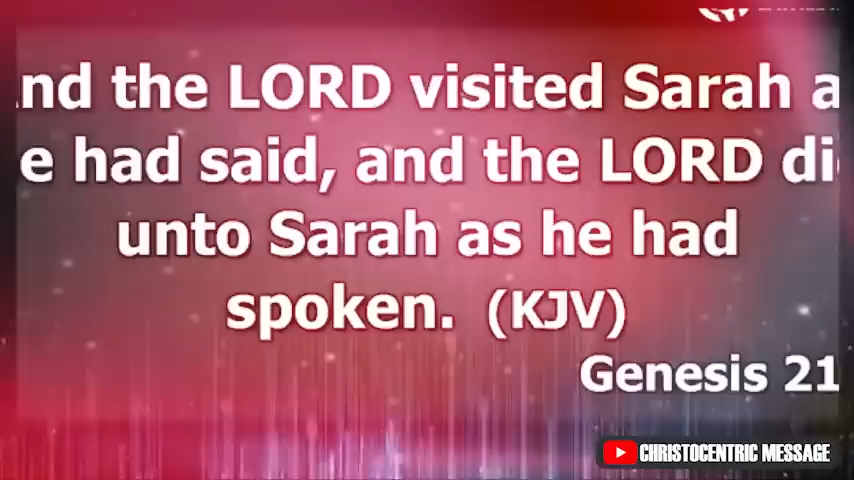 nd the LORD visited Sarah a
e had said, and the LORD di
unto Sarah as he had
spoken. (KJV)
Genesis 21
CHRISTOCENTRIC MESSAGE